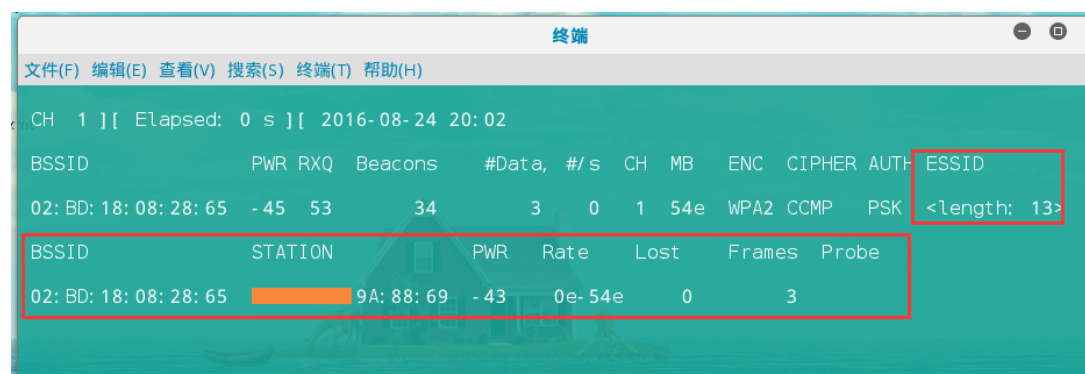 终端
文件(F) 编辑(E) 查看(V) 搜索(S) 终端(T) 帮助(H)
CH 1 ][ Elapsed: 0 s ][ 2016-08-24 20:02
BSSID PWR RXQ Beacons #Data, #/s CH MB ENC CIPHER AUTH ESSID
02:BD:18:08:28:65 -45 53 34 3 0 1 54e WPA2 CCMP PSK <length: 13>
BSSID STATION PWR Rate Lost Frames Probe
02:BD:18:08:28:65 9A:88:69 -43 0e-54e 0 3